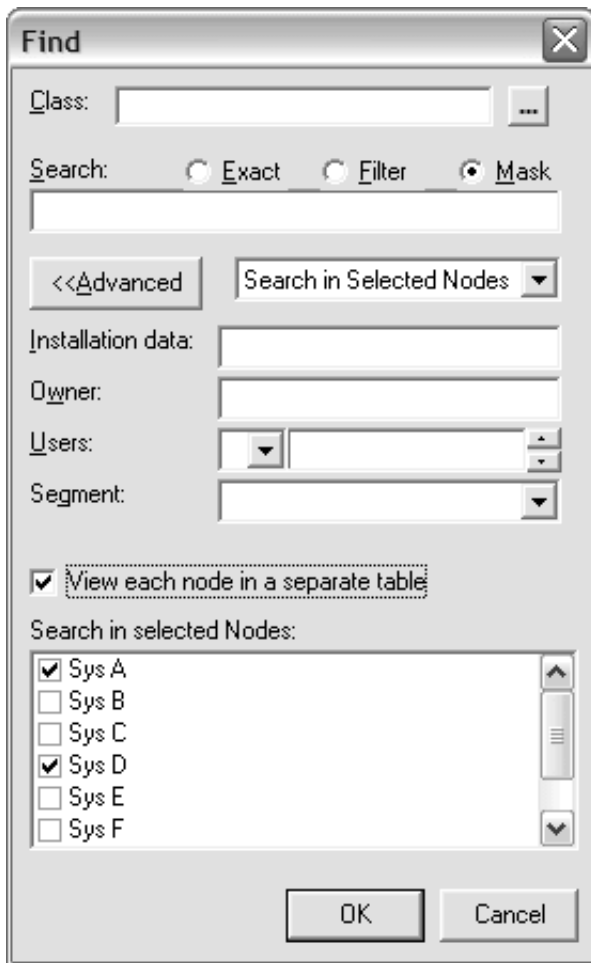 Find
Class: ...
Search: Exact Filter Mask
<<Advanced Search in Selected Nodes
Installation data:
Owner:
Users:
Segment:
View each node in a separate table
Search in selected Nodes:
Sys A
Sys B
Sys C
Sys D
Sys E
Sys F
OK Cancel